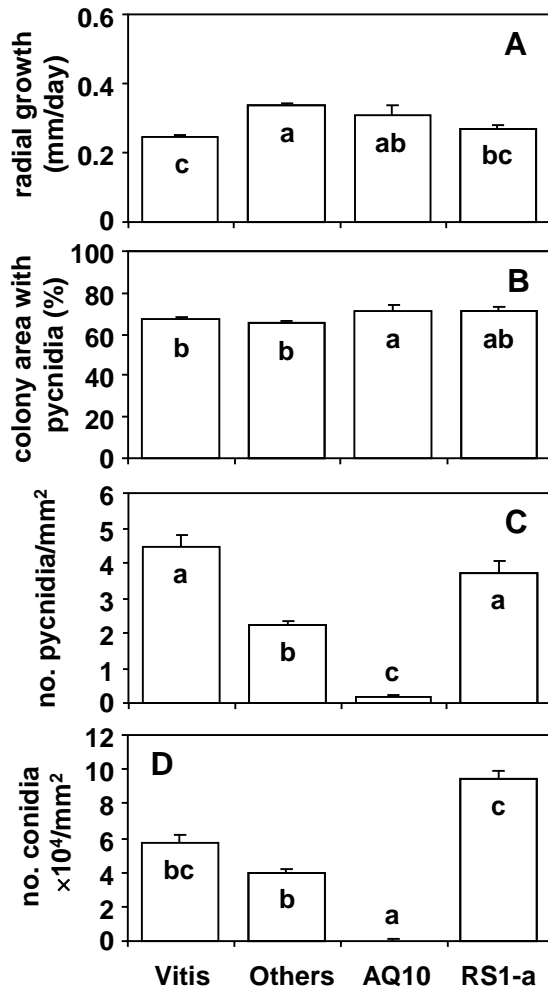 A
radial growth
(mm/day)
0.6
0.4
0.2
0
c
a
ab
bc
B
colony area with
pycnidia (%)
100
80
60
40
20
0
b
b
a
ab
C
no. pycnidia/mm²
6
5
4
3
2
1
0
a
b
c
a
D
no. conidia
×10⁴/mm²
12
10
8
6
4
2
0
bc
b
a
c
Vitis Others AQ10 RS1-a